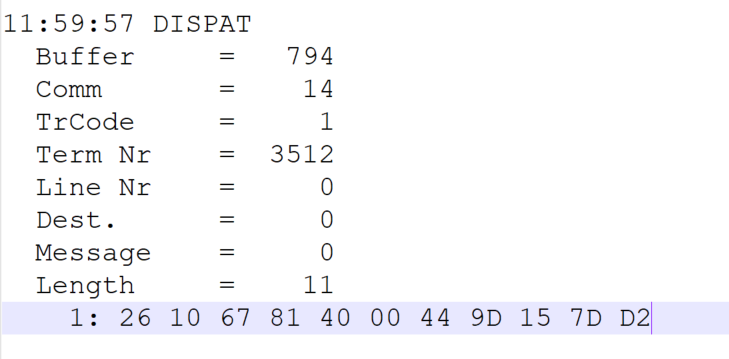 11:59:57 DISPAT
Buffer = 794
Comm = 14
TrCode = 1
Term Nr = 3512
Line Nr = 0
Dest. = 0
Message = 0
Length = 11
1: 26 10 67 81 40 00 44 9D 15 7D D2